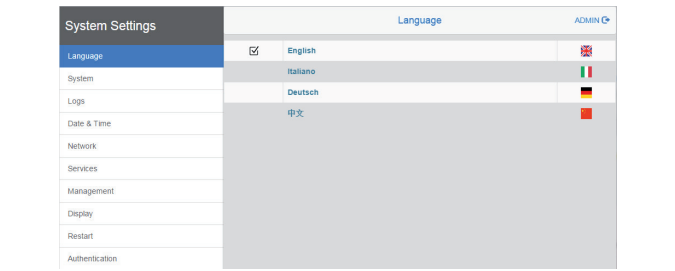 System Settings
Language
ADMIN
Language
System
Logs
Date & Time
Network
Services
Management
Display
Restart
Authentication
English
Italiano
Deutsch
中文